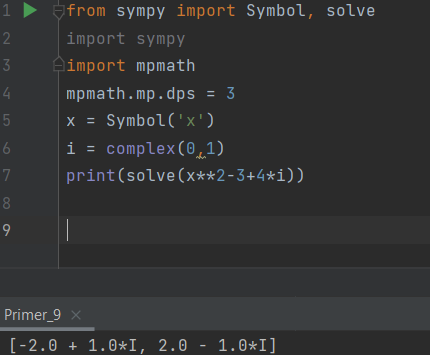 1 from sympy import Symbol, solve
2 import sympy
3 import mpmath
4 mpmath.mp.dps = 3
5 x = Symbol('x')
6 i = complex(0,1)
7 print(solve(x**2-3+4*i))
8
9
Primer_9 ×
[-2.0 + 1.0*I, 2.0 - 1.0*I]